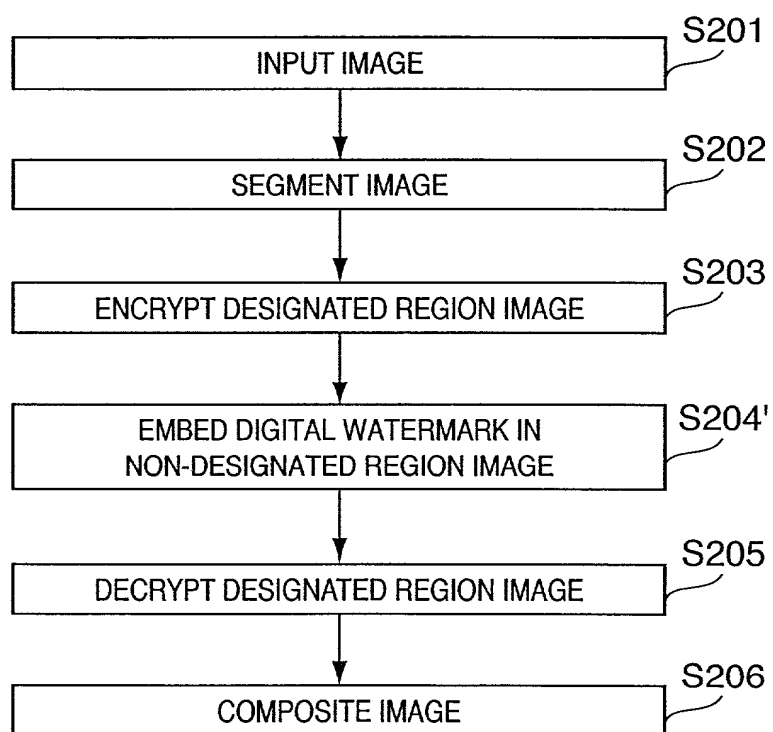 S201
INPUT IMAGE
S202
SEGMENT IMAGE
S203
ENCRYPT DESIGNATED REGION IMAGE
S204'
EMBED DIGITAL WATERMARK IN
NON-DESIGNATED REGION IMAGE
S205
DECRYPT DESIGNATED REGION IMAGE
S206
COMPOSITE IMAGE